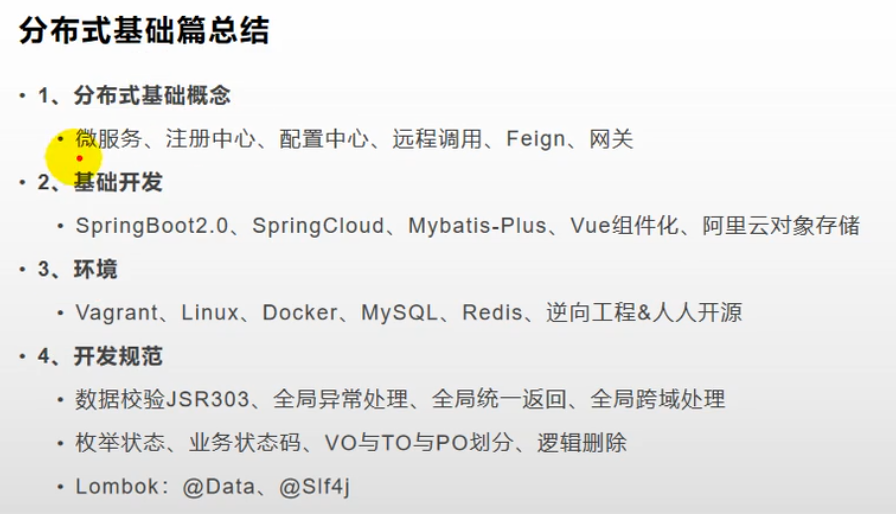 分布式基础篇总结
• 1、分布式基础概念
• 微服务、注册中心、配置中心、远程调用、Feign、网关
• 2、基础开发
• SpringBoot2.0、SpringCloud、Mybatis-Plus、Vue组件化、阿里云对象存储
• 3、环境
• Vagrant、Linux、Docker、MySQL、Redis、逆向工程&人人开源
• 4、开发规范
• 数据校验JSR303、全局异常处理、全局统一返回、全局跨域处理
• 枚举状态、业务状态码、VO与TO与PO划分、逻辑删除
• Lombok：@Data、@Slf4j